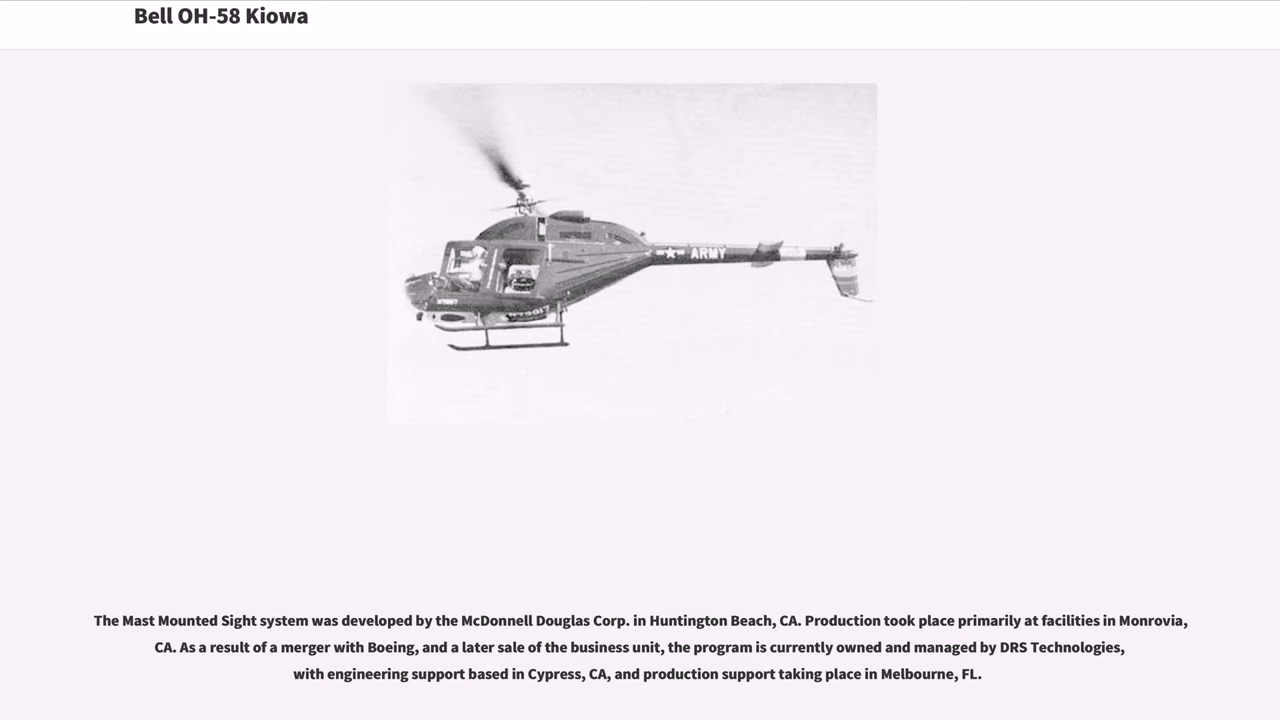 Bell OH-58 Kiowa
ARMY
The Mast Mounted Sight system was developed by the McDonnell Douglas Corp. in Huntington Beach, CA. Production took place primarily at facilities in Monrovia,
CA. As a result of a merger with Boeing, and a later sale of the business unit, the program is currently owned and managed by DRS Technologies,
with engineering support based in Cypress, CA, and production support taking place in Melbourne, FL.